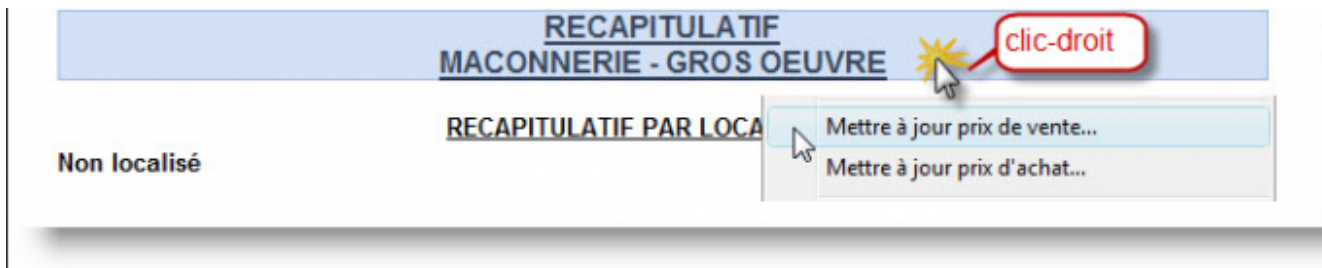 RECAPITULATIF
MACONNERIE - GROS OEUVRE
clic-droit
RECAPITULATIF PAR LOCA
Mettre à jour prix de vente...
Non localisé
Mettre à jour prix d'achat...